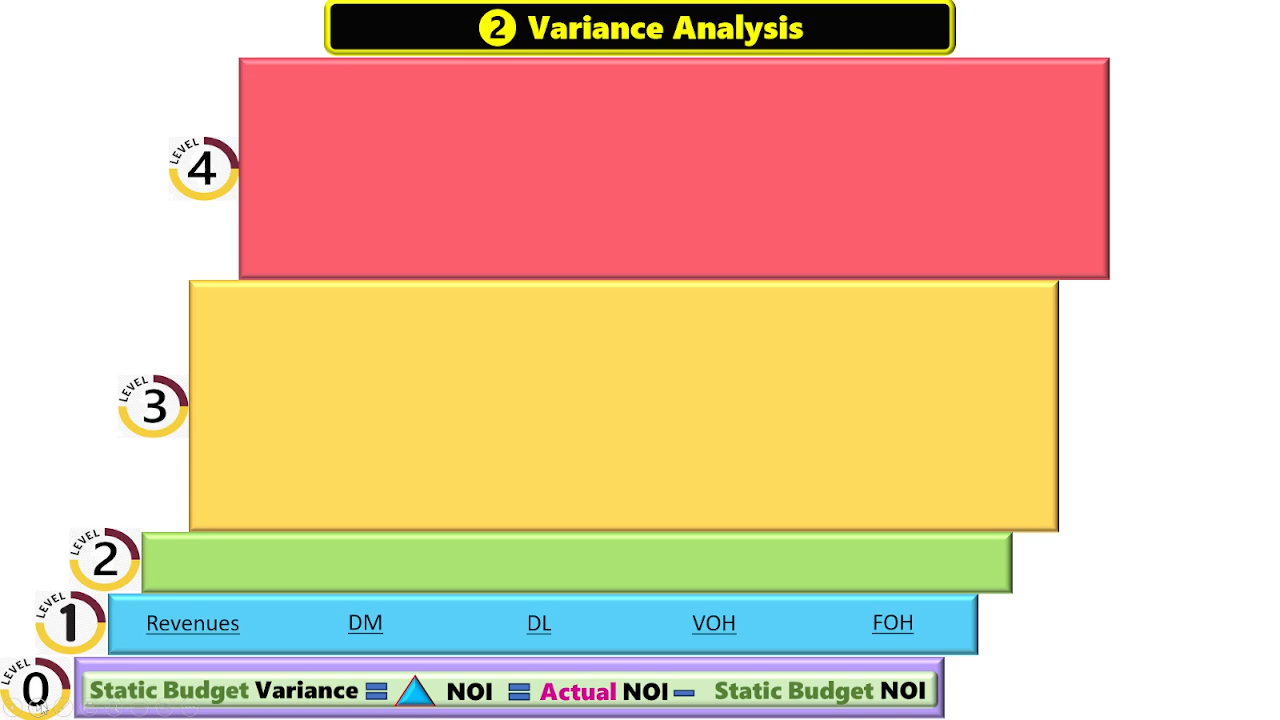 ❷ Variance Analysis
LEVEL 4
LEVEL 3
LEVEL 2
LEVEL 1 Revenues DM DL VOH FOH
LEVEL 0 Static Budget Variance = NOI = Actual NOI − Static Budget NOI